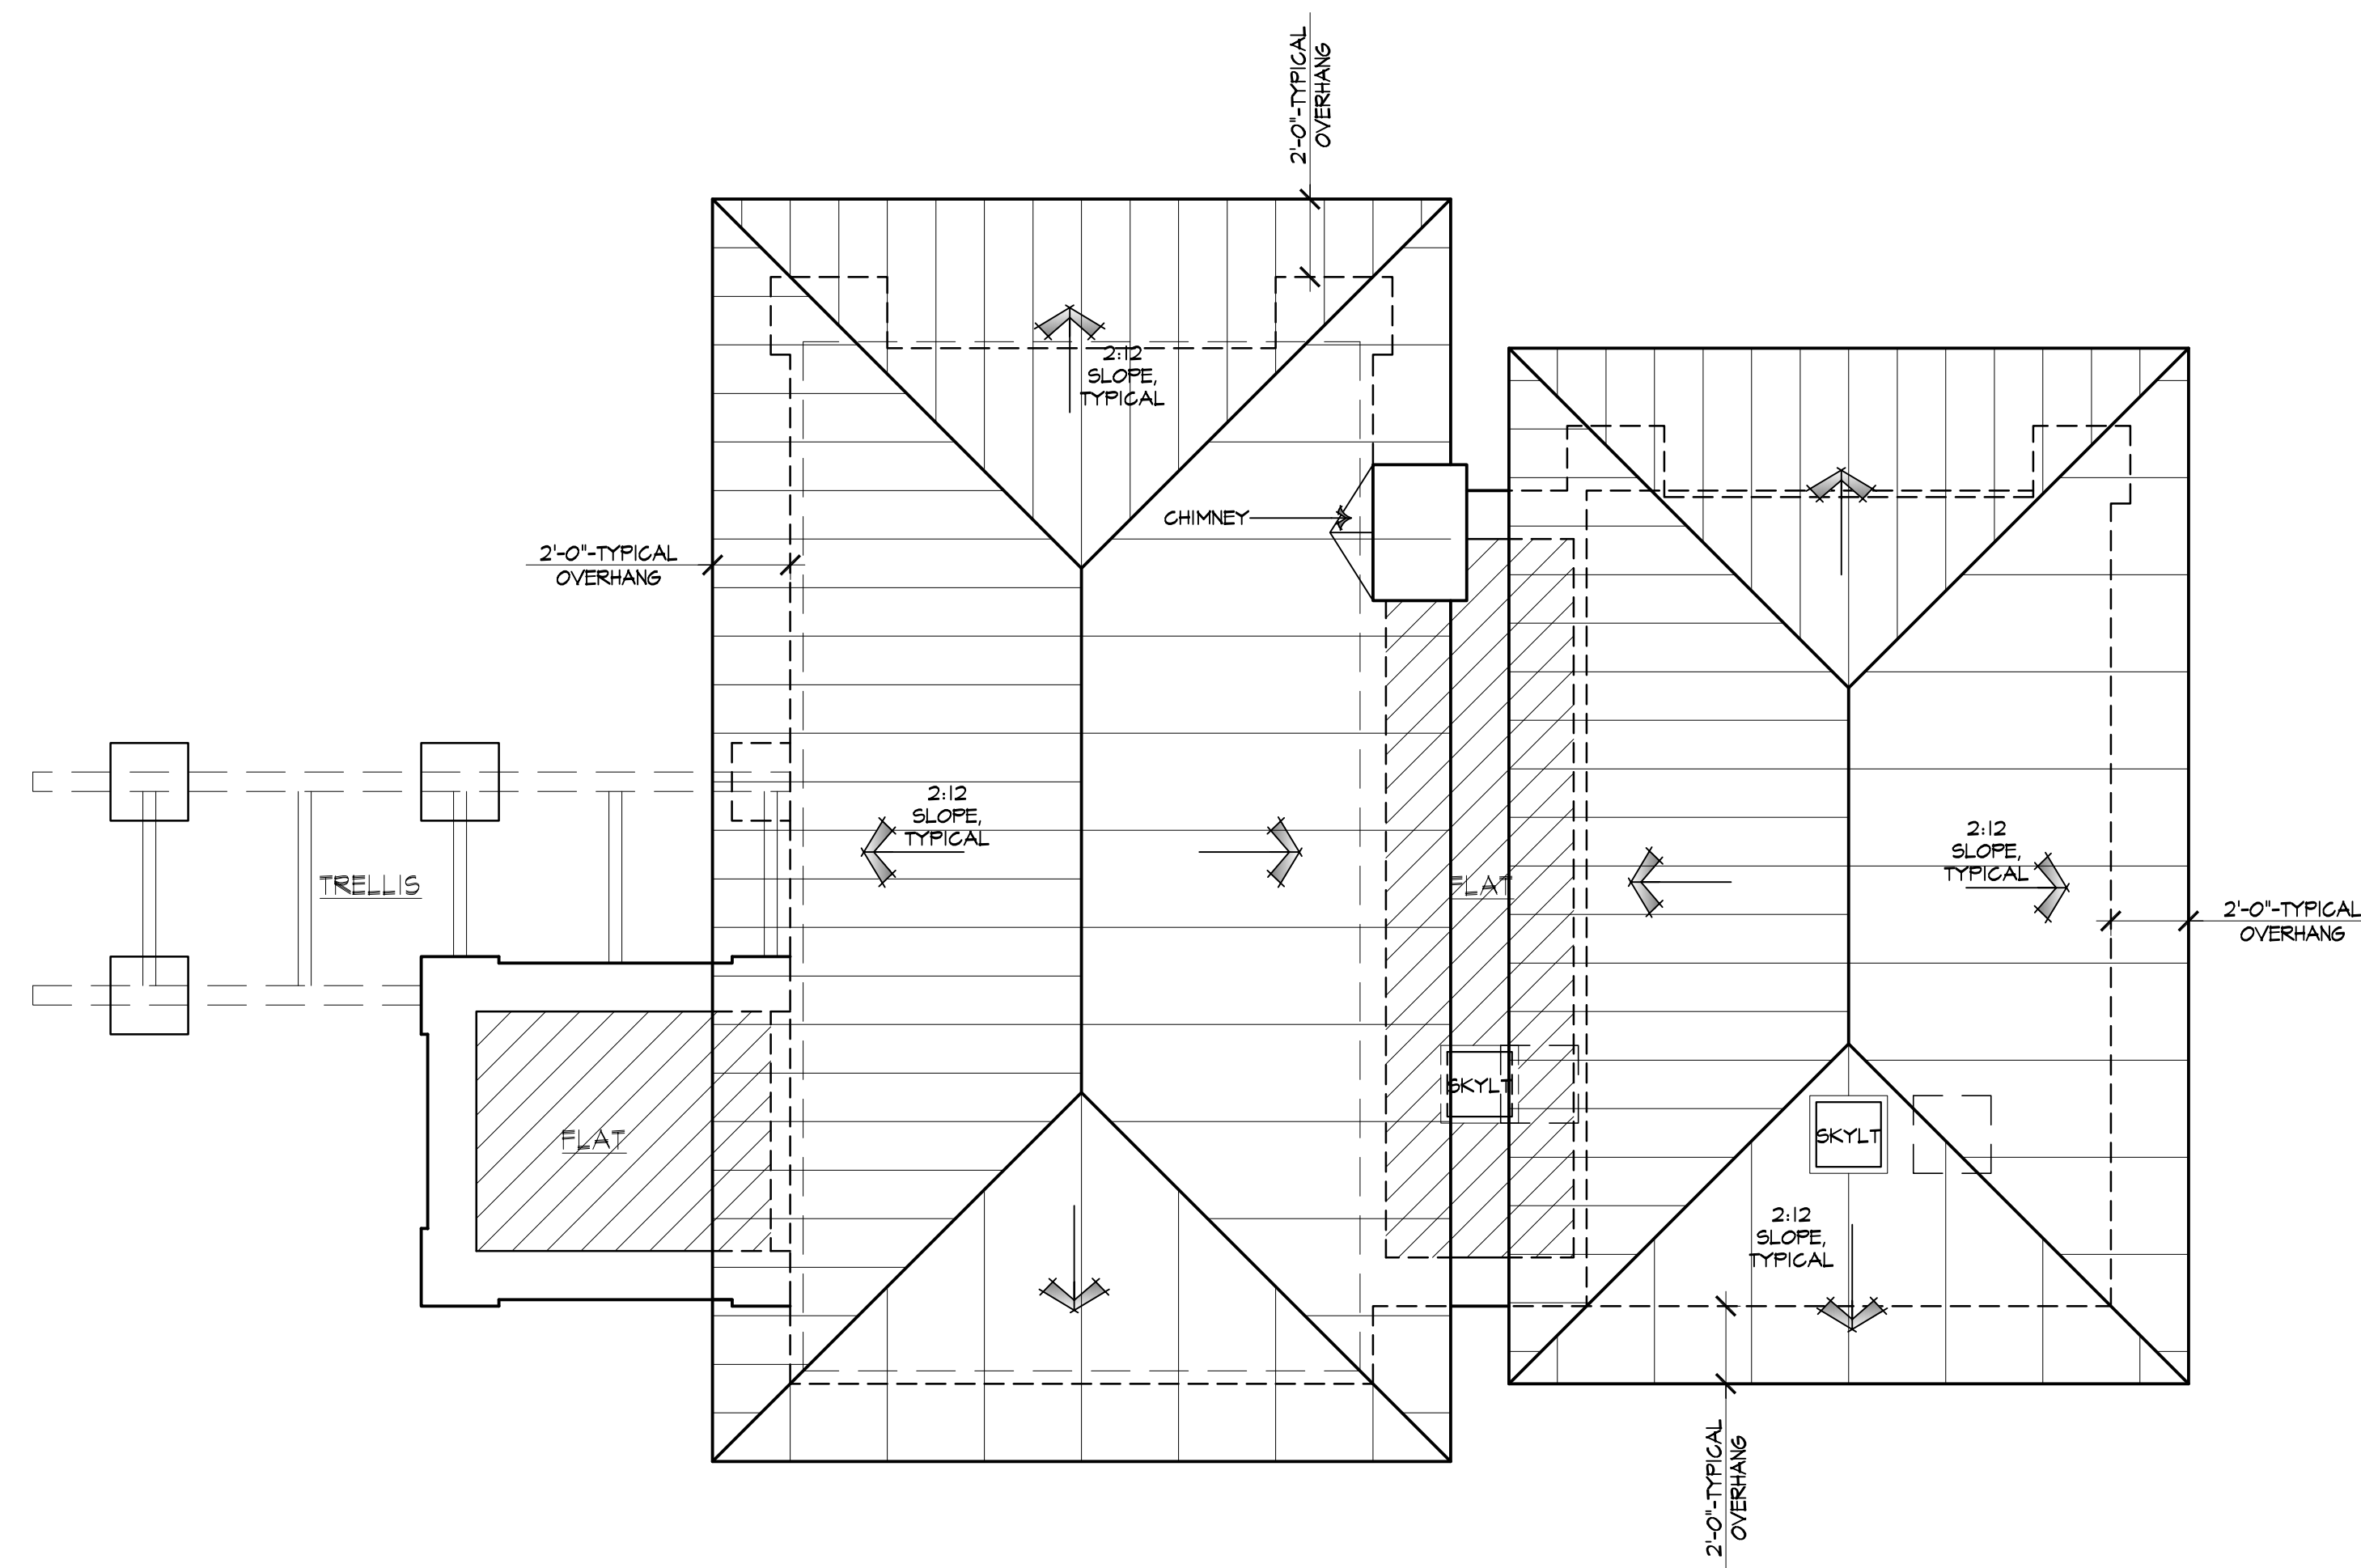 2'-0"-TYPICAL
OVERHANG
2:12
SLOPE,
TYPICAL
CHIMNEY
2'-0"-TYPICAL
OVERHANG
2:12
SLOPE,
TYPICAL
2:12
SLOPE,
TYPICAL
TRELLIS
FLAT
2'-0"-TYPICAL
OVERHANG
SKYLT
FLAT
SKYLT
2:12
SLOPE,
TYPICAL
2'-0"-TYPICAL
OVERHANG